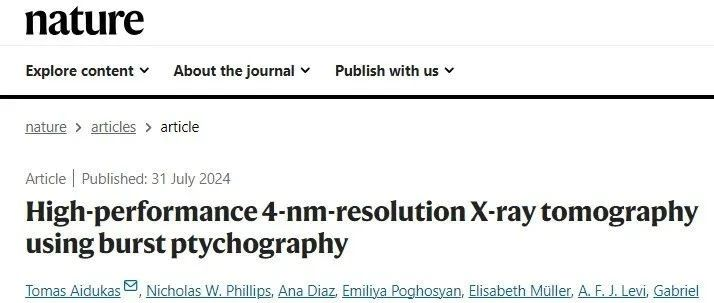 nature
Explore content About the journal Publish with us
nature > articles > article
Article | Published: 31 July 2024
High-performance 4-nm-resolution X-ray tomography
using burst ptychography
Tomas Aidukas, Nicholas W. Phillips, Ana Diaz, Emiliya Poghosyan, Elisabeth Müller, A. F. J. Levi, Gabriel